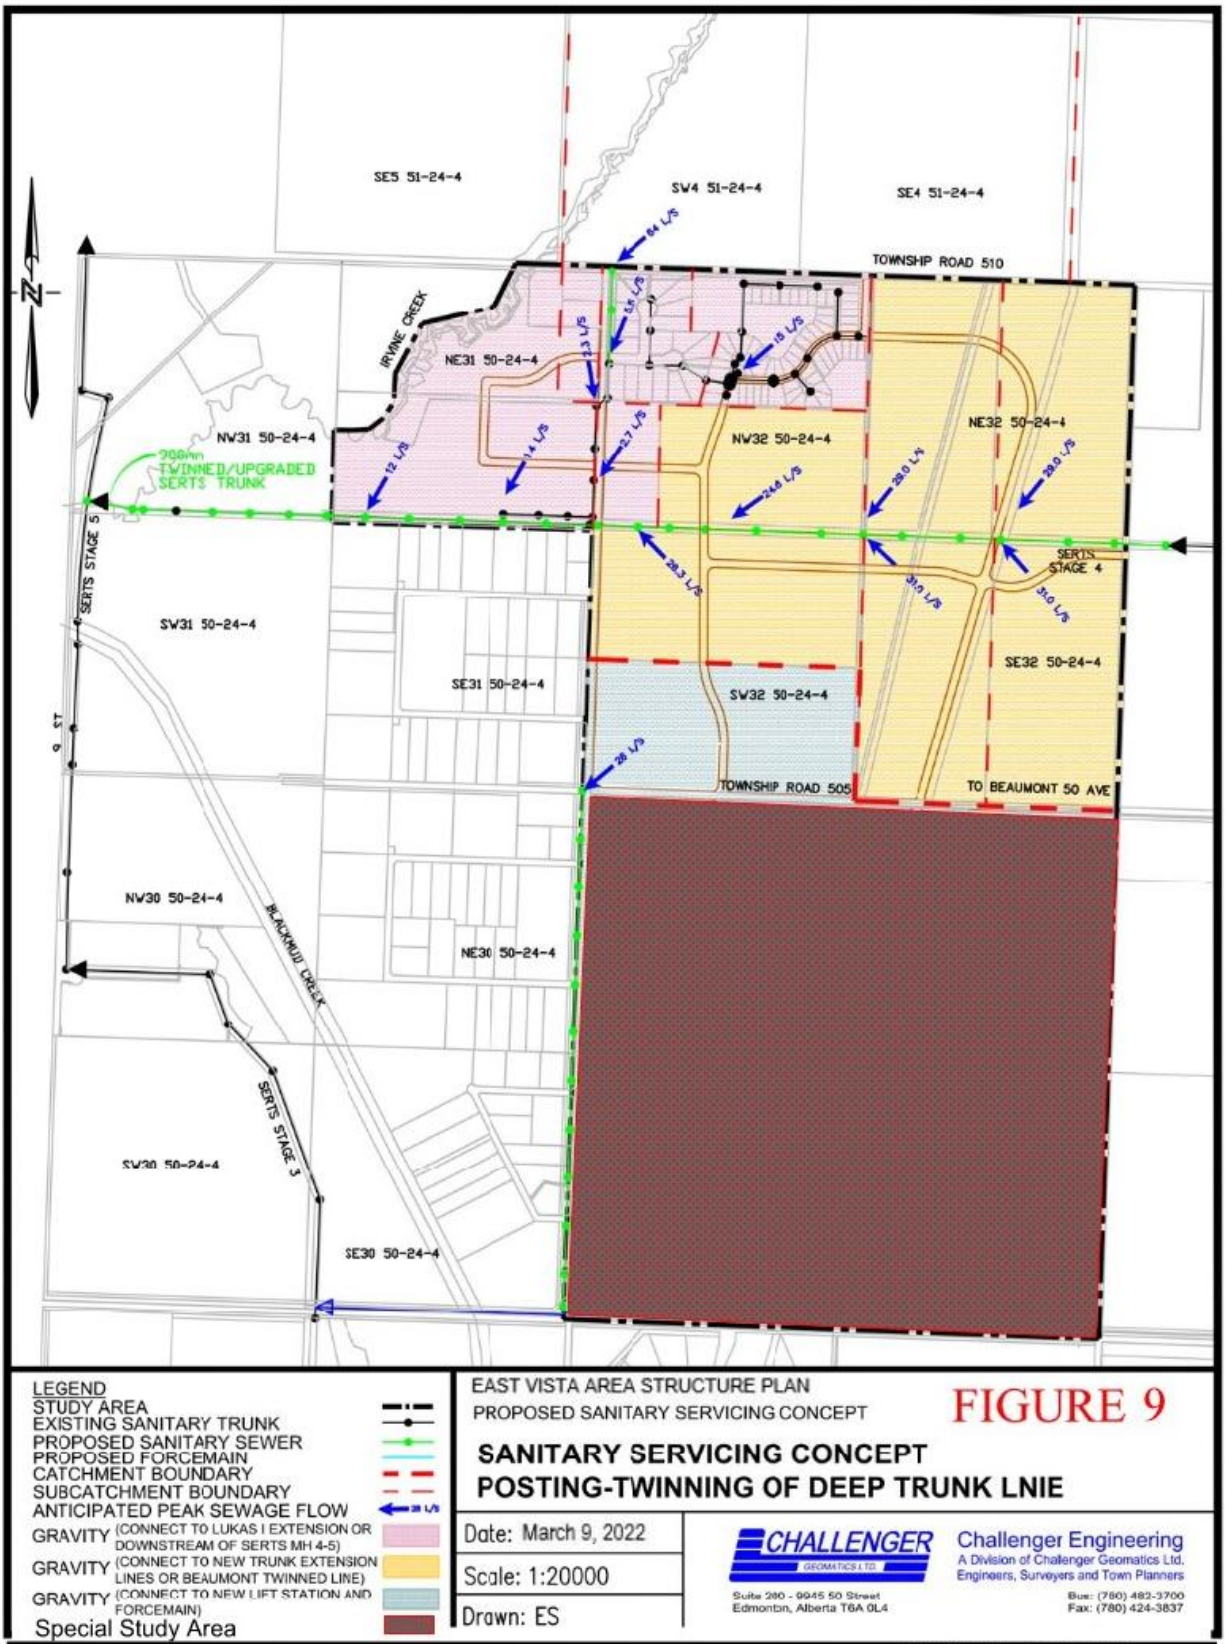 SE5 51-24-4
SW4 51-24-4
SE4 51-24-4
64 L/S
TOWNSHIP ROAD 510
N
IRVINE CREEK
5.5 L/S
15 L/S
2.3 L/S
NE31 50-24-4
NW31 50-24-4
NW32 50-24-4
NE32 50-24-4
900mm
TWINNED/UPGRADED
SERTS TRUNK
12 L/S
1.4 L/S
2.7 L/S
24.8 L/S
29.0 L/S
29.0 L/S
SERTS STAGE 5
28.3 L/S
31.0 L/S
31.0 L/S
SERTS
STAGE 4
SW31 50-24-4
SE31 50-24-4
SW32 50-24-4
SE32 50-24-4
26 L/S
TOWNSHIP ROAD 505
TO BEAUMONT 50 AVE
NW30 50-24-4
BLACKMUD CREEK
NE30 50-24-4
SERTS STAGE 3
SW30 50-24-4
SE30 50-24-4
LEGEND
STUDY AREA
EXISTING SANITARY TRUNK
PROPOSED SANITARY SEWER
PROPOSED FORCEMAIN
CATCHMENT BOUNDARY
SUBCATCHMENT BOUNDARY
ANTICIPATED PEAK SEWAGE FLOW
GRAVITY (CONNECT TO LUKAS I EXTENSION OR
DOWNSTREAM OF SERTS MH 4-5)
GRAVITY (CONNECT TO NEW TRUNK EXTENSION
LINES OR BEAUMONT TWINNED LINE)
GRAVITY (CONNECT TO NEW LIFT STATION AND
FORCEMAIN)
Special Study Area
EAST VISTA AREA STRUCTURE PLAN
PROPOSED SANITARY SERVICING CONCEPT
FIGURE 9
SANITARY SERVICING CONCEPT
POSTING-TWINNING OF DEEP TRUNK LNIE
Date: March 9, 2022
Scale: 1:20000
Drawn: ES
CHALLENGER
GEOMATICS LTD.
Suite 200 - 9945 50 Street
Edmonton, Alberta T6A 0L4
Challenger Engineering
A Division of Challenger Geomatics Ltd.
Engineers, Surveyors and Town Planners
Bus: (780) 482-3700
Fax: (780) 424-3837